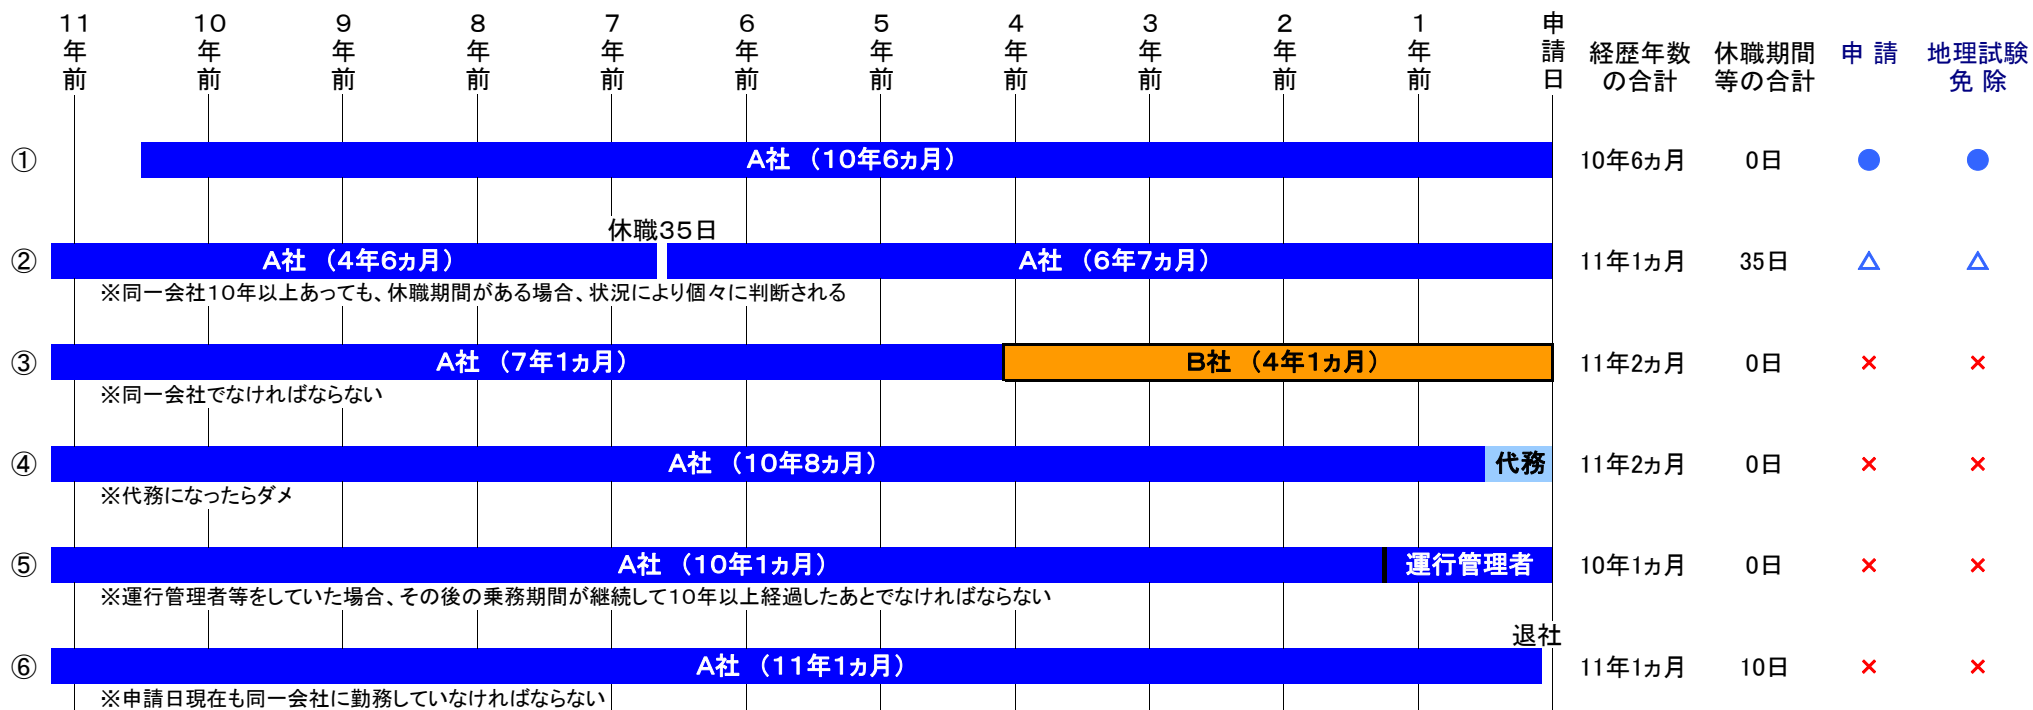 11年前 10年前 9年前 8年前 7年前 6年前 5年前 4年前 3年前 2年前 1年前 申請日
経歴年数の合計 休職期間等の合計 申請 地理試験免除
① A社 （10年6ヵ月） 10年6ヵ月 0日 ● ●
休職35日
② A社 （4年6ヵ月） A社 （6年7ヵ月） 11年1ヵ月 35日 △ △
※同一会社10年以上あっても、休職期間がある場合、状況により個々に判断される
③ A社 （7年1ヵ月） B社 （4年1ヵ月） 11年2ヵ月 0日 × ×
※同一会社でなければならない
④ A社 （10年8ヵ月） 代務 11年2ヵ月 0日 × ×
※代務になったらダメ
⑤ A社 （10年1ヵ月） 運行管理者 10年1ヵ月 0日 × ×
※運行管理者等をしていた場合、その後の乗務期間が継続して10年以上経過したあとでなければならない
退社
⑥ A社 （11年1ヵ月） 11年1ヵ月 10日 × ×
※申請日現在も同一会社に勤務していなければならない